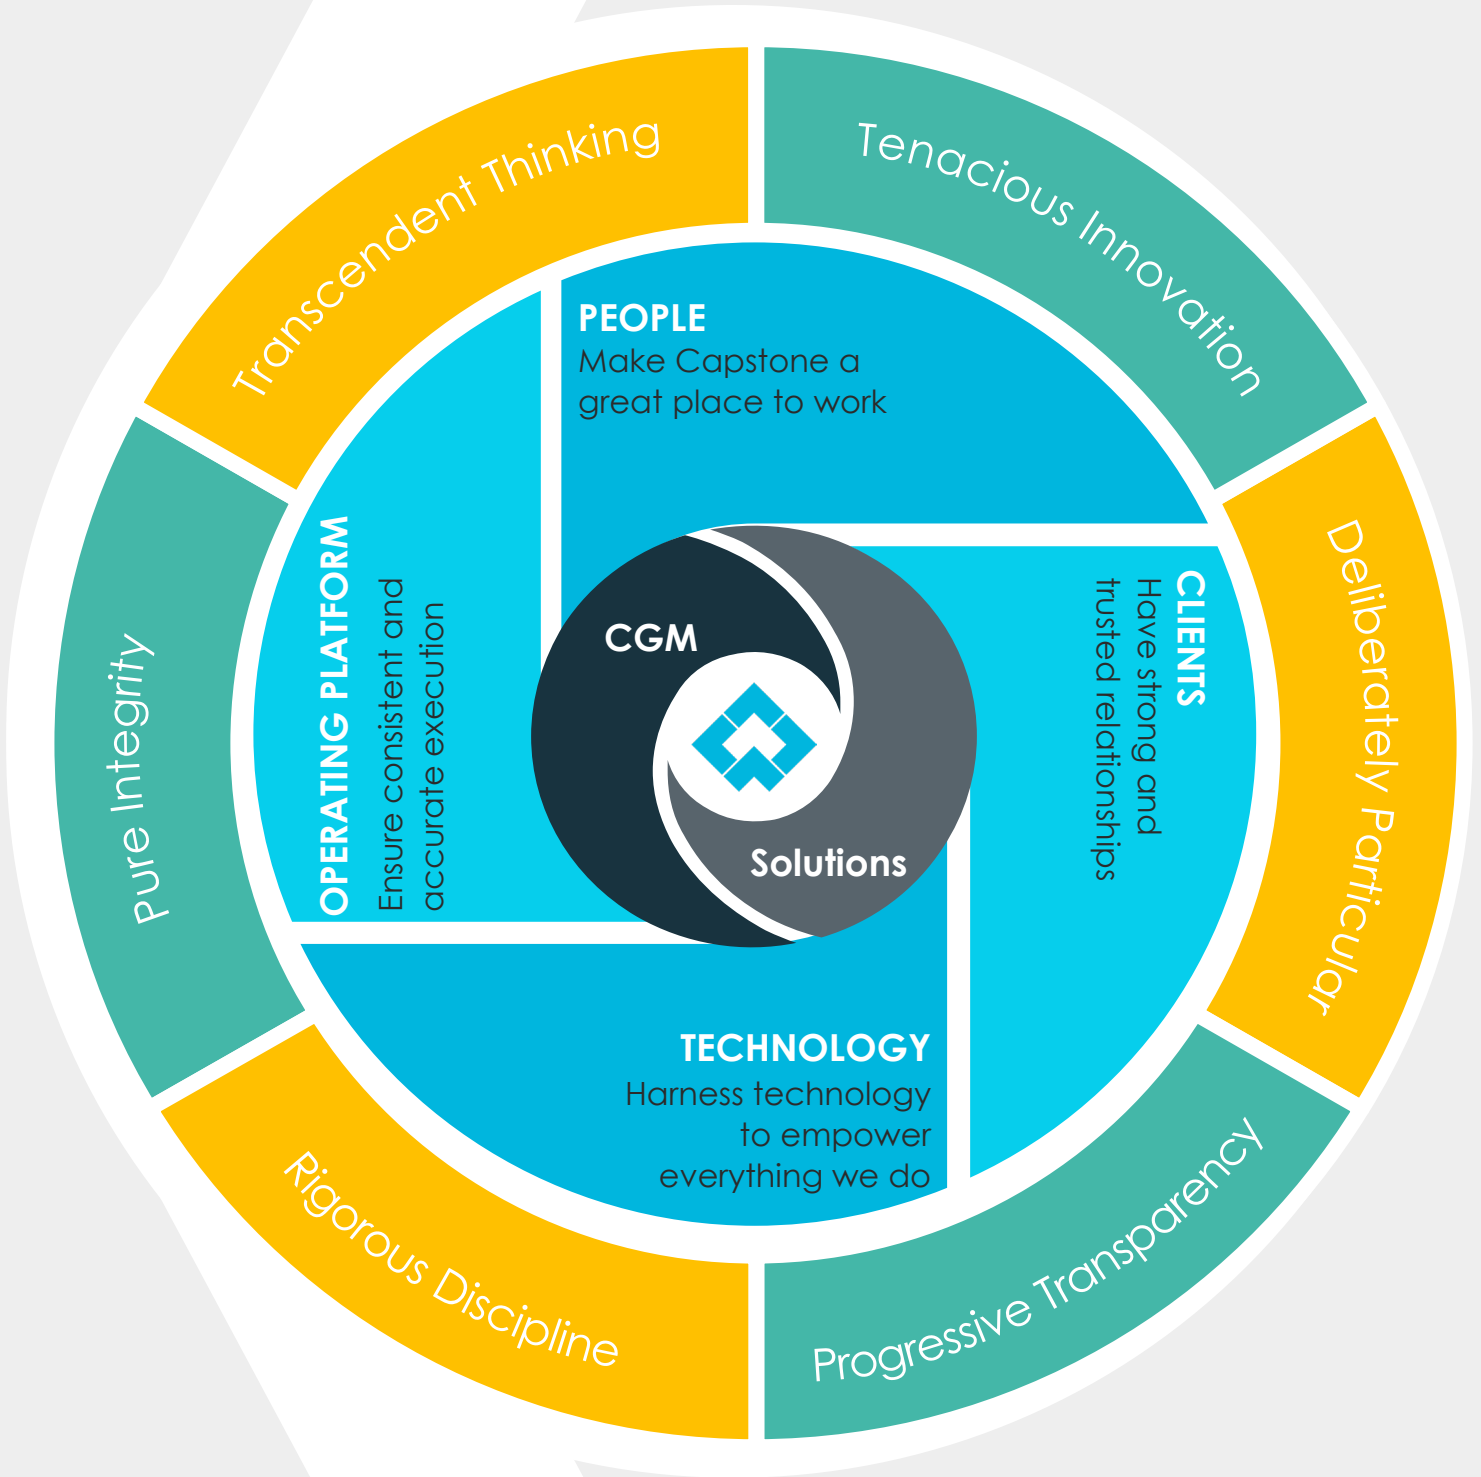 Transcendent Thinking
Tenacious Innovation
Deliberately Particular
Progressive Transparency
Rigorous Discipline
Pure Integrity
PEOPLE
Make Capstone a
great place to work
CLIENTS
Have strong and
trusted relationships
TECHNOLOGY
Harness technology
to empower
everything we do
OPERATING PLATFORM
Ensure consistent and
accurate execution
CGM
Solutions